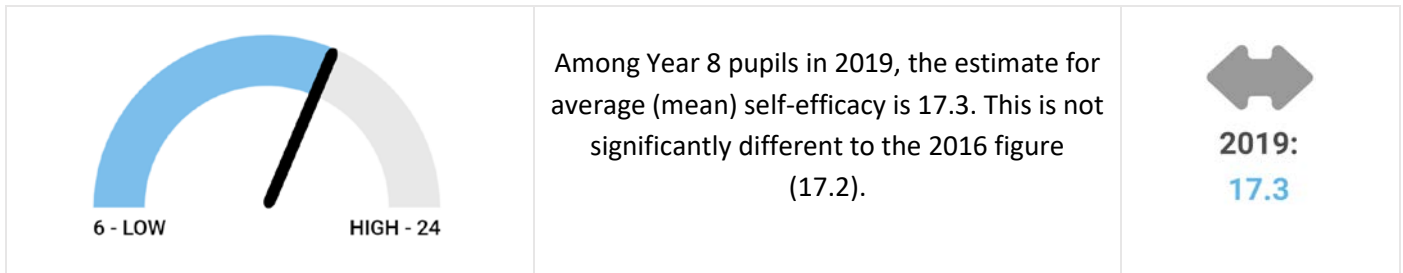 6 - LOW
HIGH - 24
Among Year 8 pupils in 2019, the estimate for
average (mean) self-efficacy is 17.3. This is not
significantly different to the 2016 figure
(17.2).
2019:
17.3